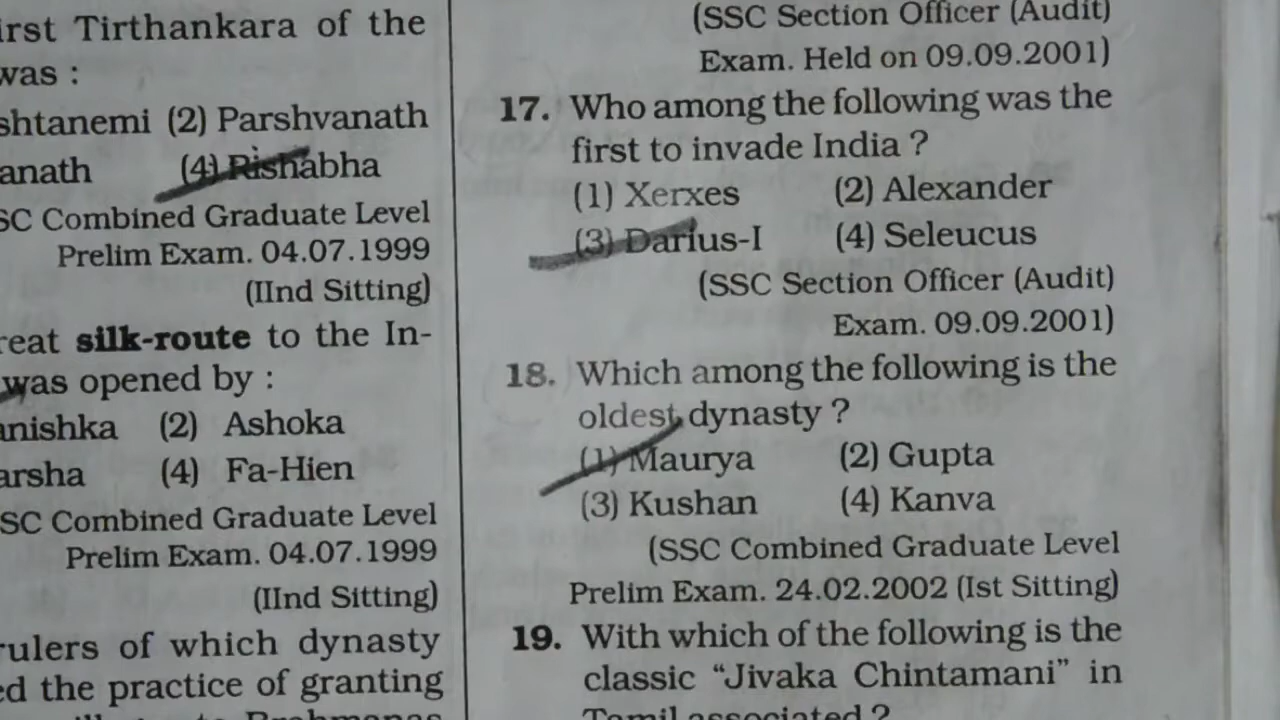 irst Tirthankara of the
was :
shtanemi (2) Parshvanath
anath (4) Rishabha
SC Combined Graduate Level
Prelim Exam. 04.07.1999
(IInd Sitting)
reat silk-route to the In-
was opened by :
anishka (2) Ashoka
arsha (4) Fa-Hien
SC Combined Graduate Level
Prelim Exam. 04.07.1999
(IInd Sitting)
rulers of which dynasty
ed the practice of granting
to Brahmanas
(SSC Section Officer (Audit)
Exam. Held on 09.09.2001)
17. Who among the following was the
first to invade India ?
(1) Xerxes (2) Alexander
(3) Darius-I (4) Seleucus
(SSC Section Officer (Audit)
Exam. 09.09.2001)
18. Which among the following is the
oldest dynasty ?
(1) Maurya (2) Gupta
(3) Kushan (4) Kanva
(SSC Combined Graduate Level
Prelim Exam. 24.02.2002 (Ist Sitting)
19. With which of the following is the
classic “Jivaka Chintamani” in
Tamil associated ?